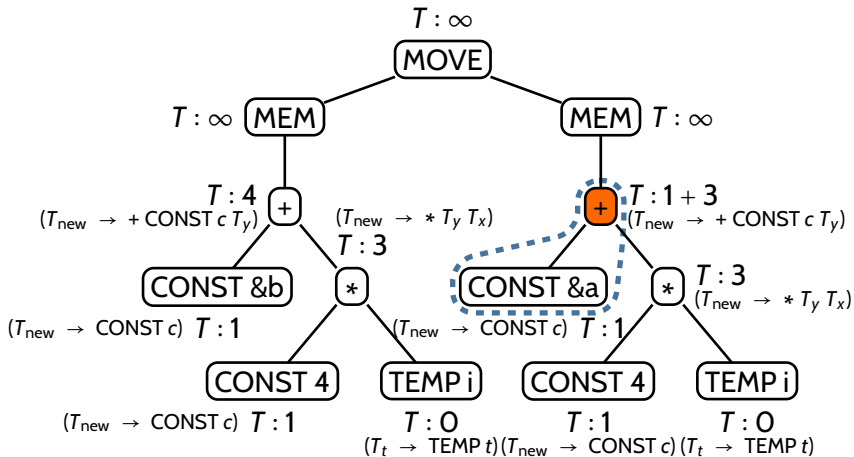 T : ∞
MOVE
T : ∞ MEM MEM T : ∞
T : 4
(T_new → + CONST c T_y)
+
(T_new → * T_y T_x)
T : 3
+
T : 1 + 3
(T_new → + CONST c T_y)
CONST &b
*
CONST &a
*
T : 3
(T_new → * T_y T_x)
(T_new → CONST c) T : 1
(T_new → CONST c) T : 1
CONST 4 TEMP i CONST 4 TEMP i
(T_new → CONST c) T : 1
T : 0
(T_t → TEMP t)
T : 1
(T_new → CONST c)
T : 0
(T_t → TEMP t)